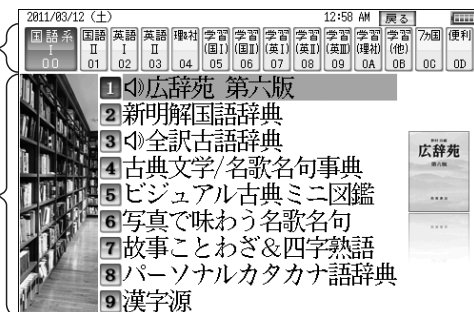 2011/03/12 (土) 12:58 AM 戻る
国語系 国語 英語 英語 理社 学習 学習 学習 学習 学習 学習 学習 7カ国 便利
I II I II (国I) (国II) (英I) (英II) (英III) (理社) (他)
00 01 02 03 04 05 06 07 08 09 0A 0B 0C 0D
1 広辞苑 第六版
2 新明解国語辞典
3 全訳古語辞典
4 古典文学/名歌名句事典
5 ビジュアル古典ミニ図鑑
6 写真で味わう名歌名句
7 故事ことわざ&四字熟語
8 パーソナルカタカナ語辞典
9 漢字源
広辞苑